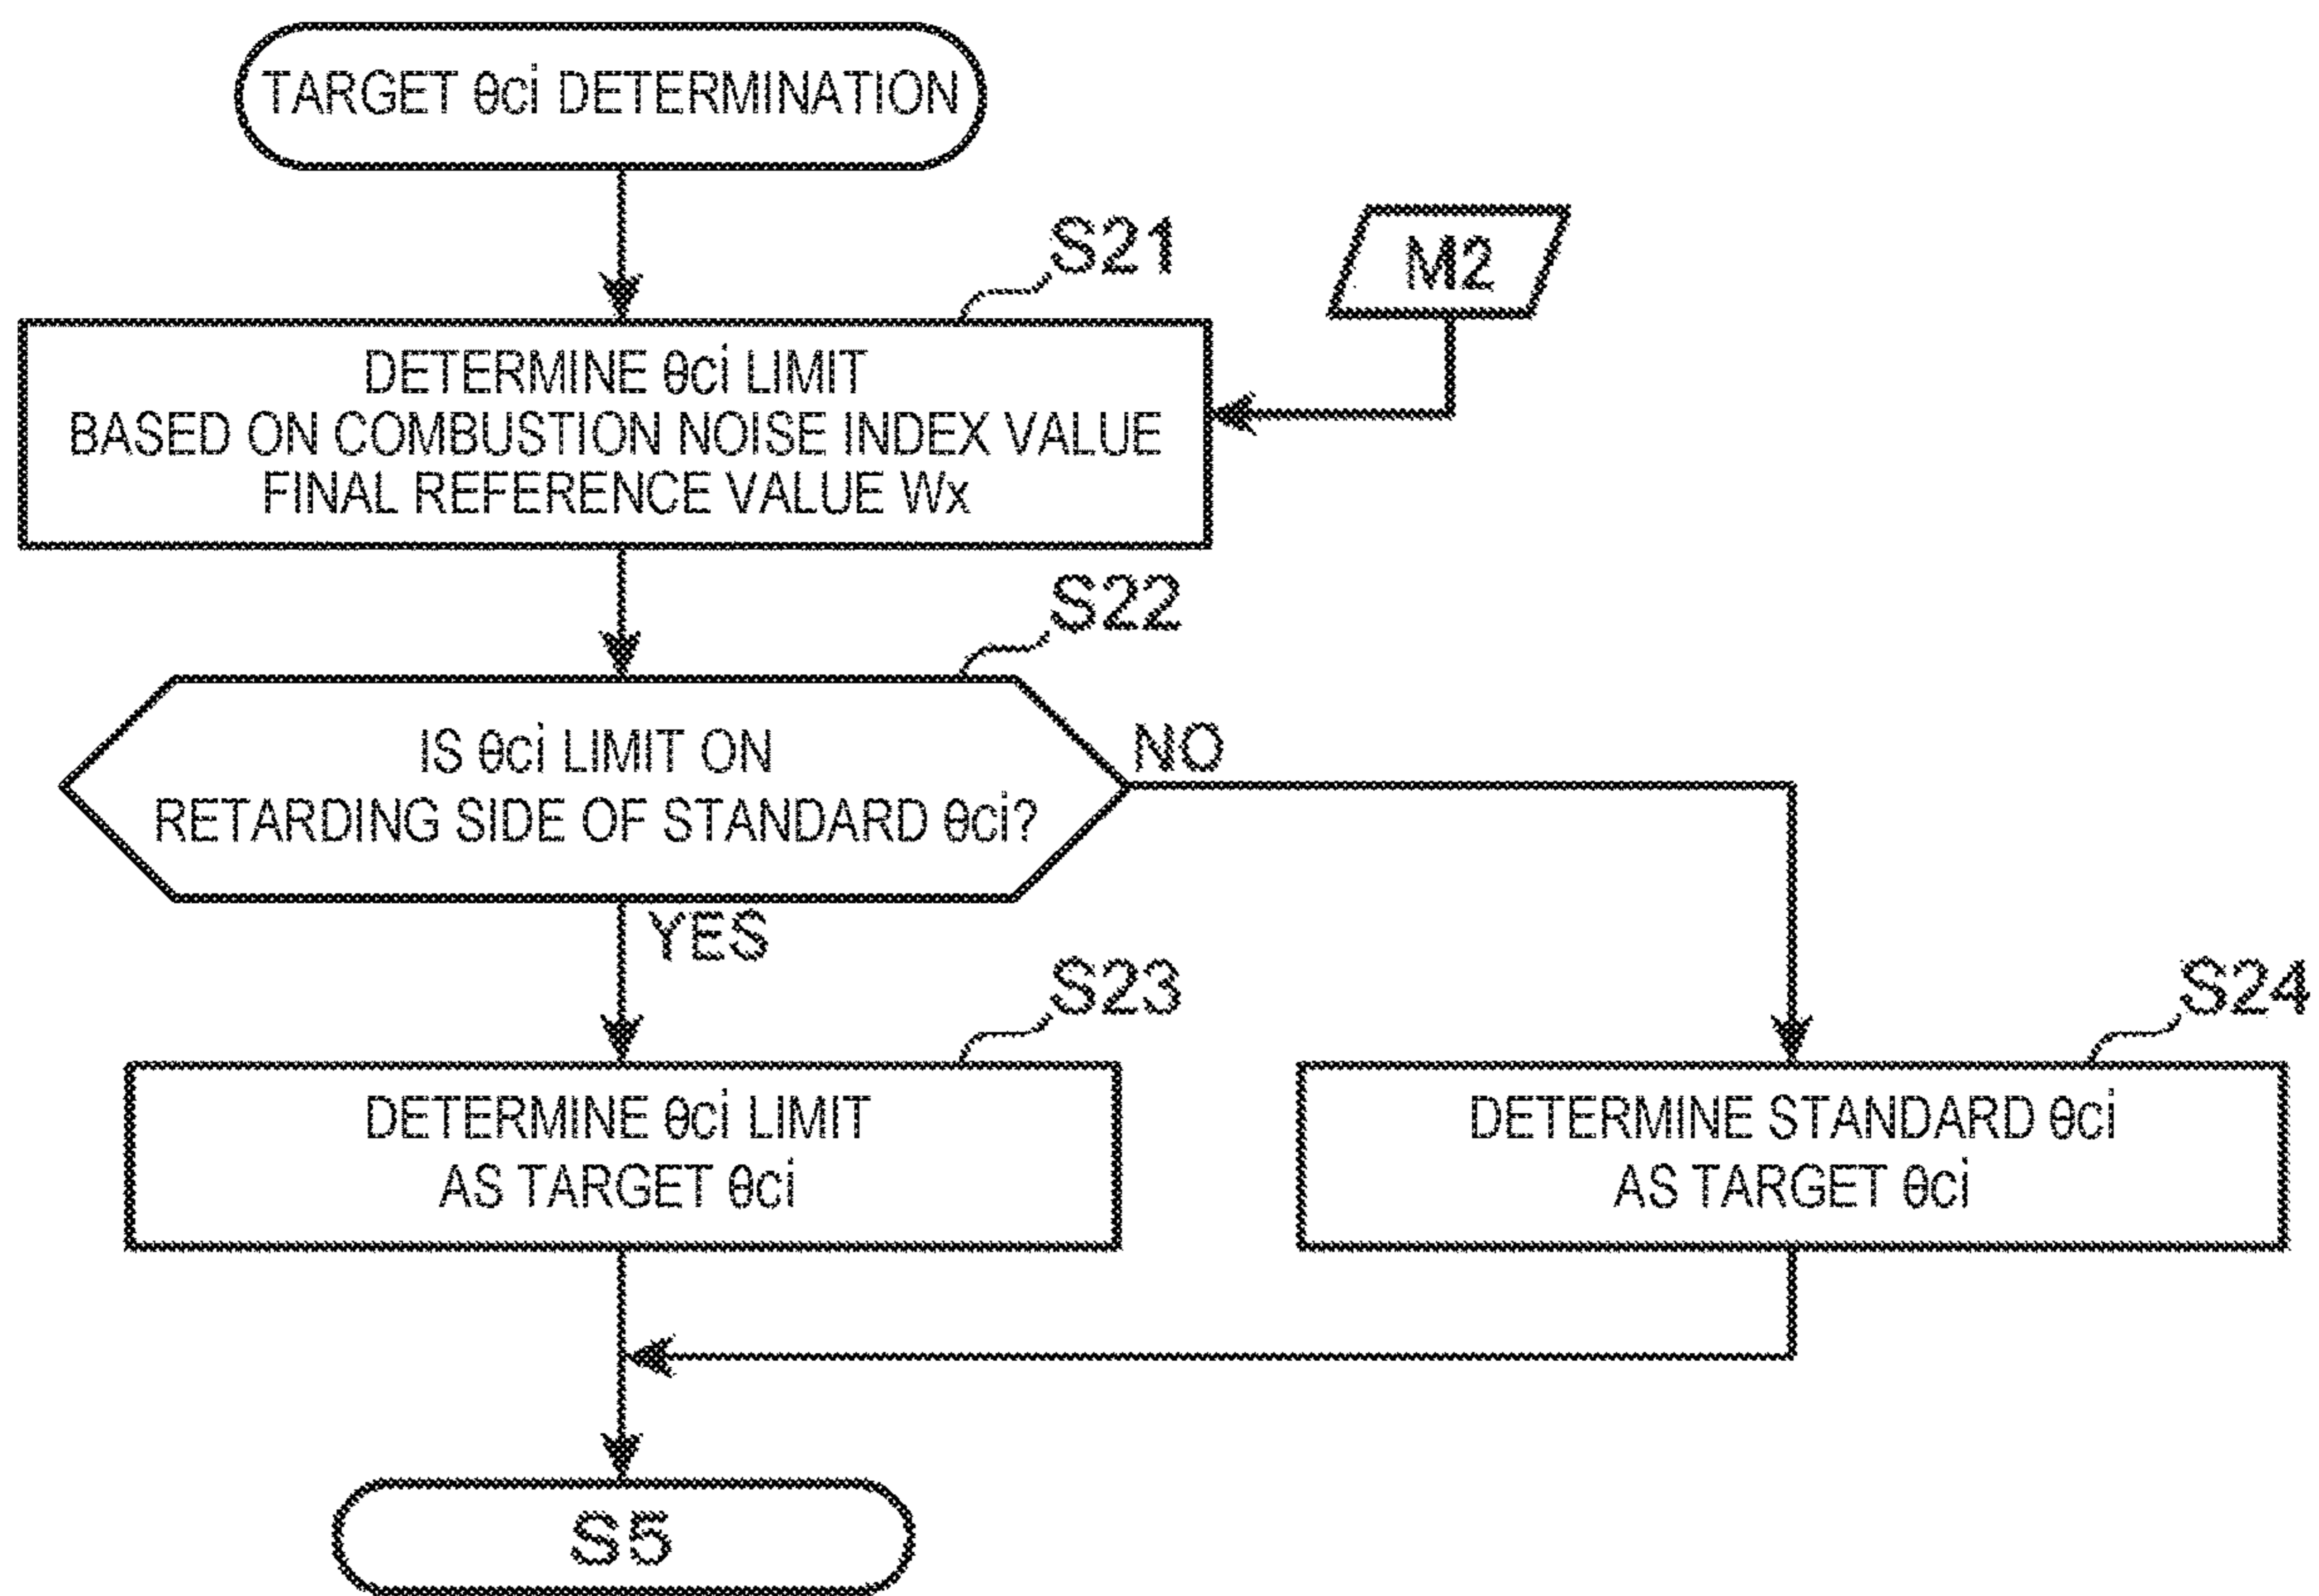 TARGET θci DETERMINATION
S21
M2
DETERMINE θci LIMIT
BASED ON COMBUSTION NOISE INDEX VALUE
FINAL REFERENCE VALUE Wx
S22
IS θci LIMIT ON
RETARDING SIDE OF STANDARD θci?
NO
YES
S23
DETERMINE θci LIMIT
AS TARGET θci
S24
DETERMINE STANDARD θci
AS TARGET θci
S5